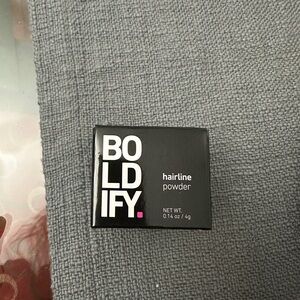 BO
LD
IFY.
hairline
powder
NET WT.
0.14 oz / 4g